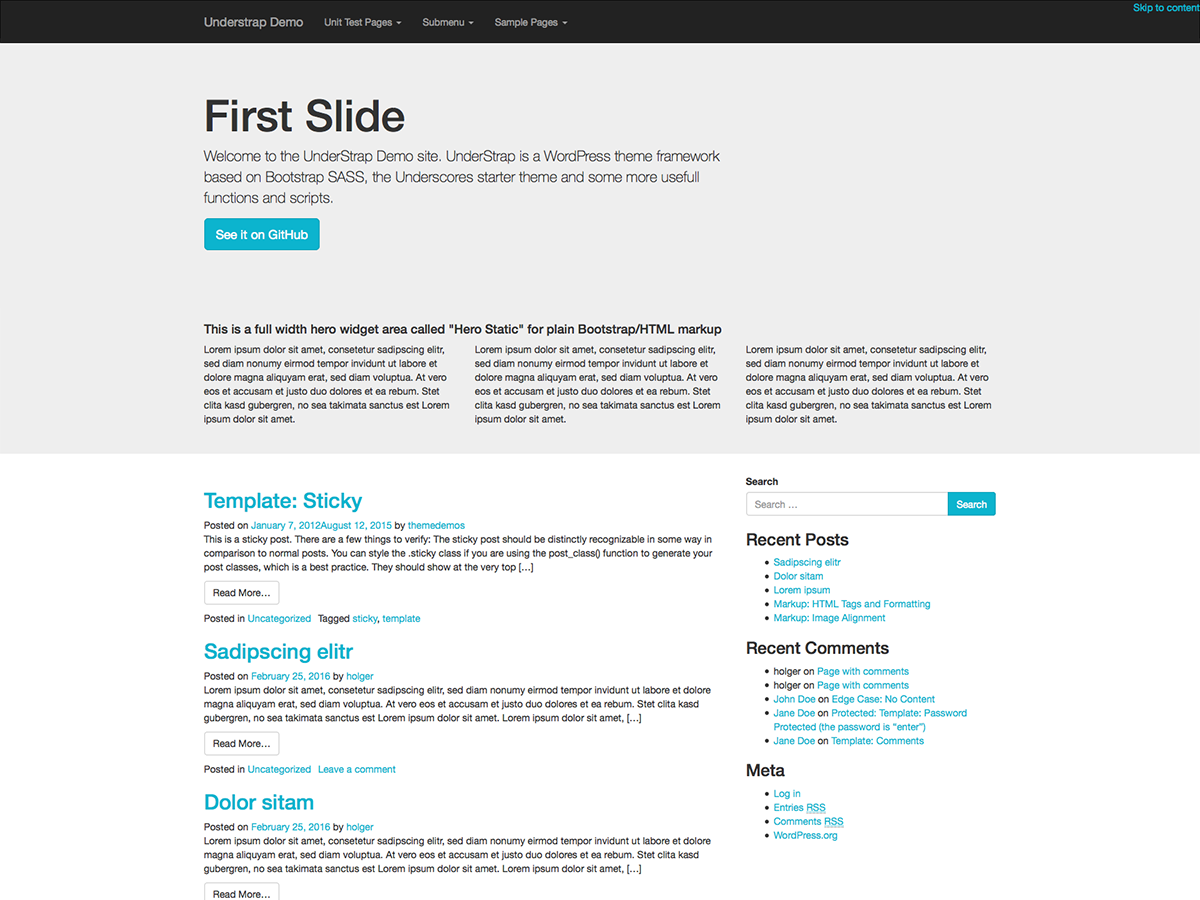 Understrap Demo Unit Test Pages Submenu Sample Pages
Skip to content
First Slide
Welcome to the UnderStrap Demo site. UnderStrap is a WordPress theme framework
based on Bootstrap SASS, the Underscores starter theme and some more usefull
functions and scripts.
See it on GitHub
This is a full width hero widget area called "Hero Static" for plain Bootstrap/HTML markup
Lorem ipsum dolor sit amet, consetetur sadipscing elitr,
sed diam nonumy eirmod tempor invidunt ut labore et
dolore magna aliquyam erat, sed diam voluptua. At vero
eos et accusam et justo duo dolores et ea rebum. Stet
clita kasd gubergren, no sea takimata sanctus est Lorem
ipsum dolor sit amet.
Lorem ipsum dolor sit amet, consetetur sadipscing elitr,
sed diam nonumy eirmod tempor invidunt ut labore et
dolore magna aliquyam erat, sed diam voluptua. At vero
eos et accusam et justo duo dolores et ea rebum. Stet
clita kasd gubergren, no sea takimata sanctus est Lorem
ipsum dolor sit amet.
Lorem ipsum dolor sit amet, consetetur sadipscing elitr,
sed diam nonumy eirmod tempor invidunt ut labore et
dolore magna aliquyam erat, sed diam voluptua. At vero
eos et accusam et justo duo dolores et ea rebum. Stet
clita kasd gubergren, no sea takimata sanctus est Lorem
ipsum dolor sit amet.
Template: Sticky
Posted on January 7, 2012August 12, 2015 by themedemos
This is a sticky post. There are a few things to verify: The sticky post should be distinctly recognizable in some way in
comparison to normal posts. You can style the .sticky class if you are using the post_class() function to generate your
post classes, which is a best practice. They should show at the very top [...]
Read More...
Posted in Uncategorized Tagged sticky, template
Sadipscing elitr
Posted on February 25, 2016 by holger
Lorem ipsum dolor sit amet, consetetur sadipscing elitr, sed diam nonumy eirmod tempor invidunt ut labore et dolore
magna aliquyam erat, sed diam voluptua. At vero eos et accusam et justo duo dolores et ea rebum. Stet clita kasd
gubergren, no sea takimata sanctus est Lorem ipsum dolor sit amet. Lorem ipsum dolor sit amet, [...]
Read More...
Posted in Uncategorized Leave a comment
Dolor sitam
Posted on February 25, 2016 by holger
Lorem ipsum dolor sit amet, consetetur sadipscing elitr, sed diam nonumy eirmod tempor invidunt ut labore et dolore
magna aliquyam erat, sed diam voluptua. At vero eos et accusam et justo duo dolores et ea rebum. Stet clita kasd
gubergren, no sea takimata sanctus est Lorem ipsum dolor sit amet. Lorem ipsum dolor sit amet, [...]
Read More...
Search
Search ...
Search
Recent Posts
Sadipscing elitr
Dolor sitam
Lorem ipsum
Markup: HTML Tags and Formatting
Markup: Image Alignment
Recent Comments
holger on Page with comments
holger on Page with comments
John Doe on Edge Case: No Content
Jane Doe on Protected: Template: Password
Protected (the password is “enter”)
Jane Doe on Template: Comments
Meta
Log in
Entries RSS
Comments RSS
WordPress.org